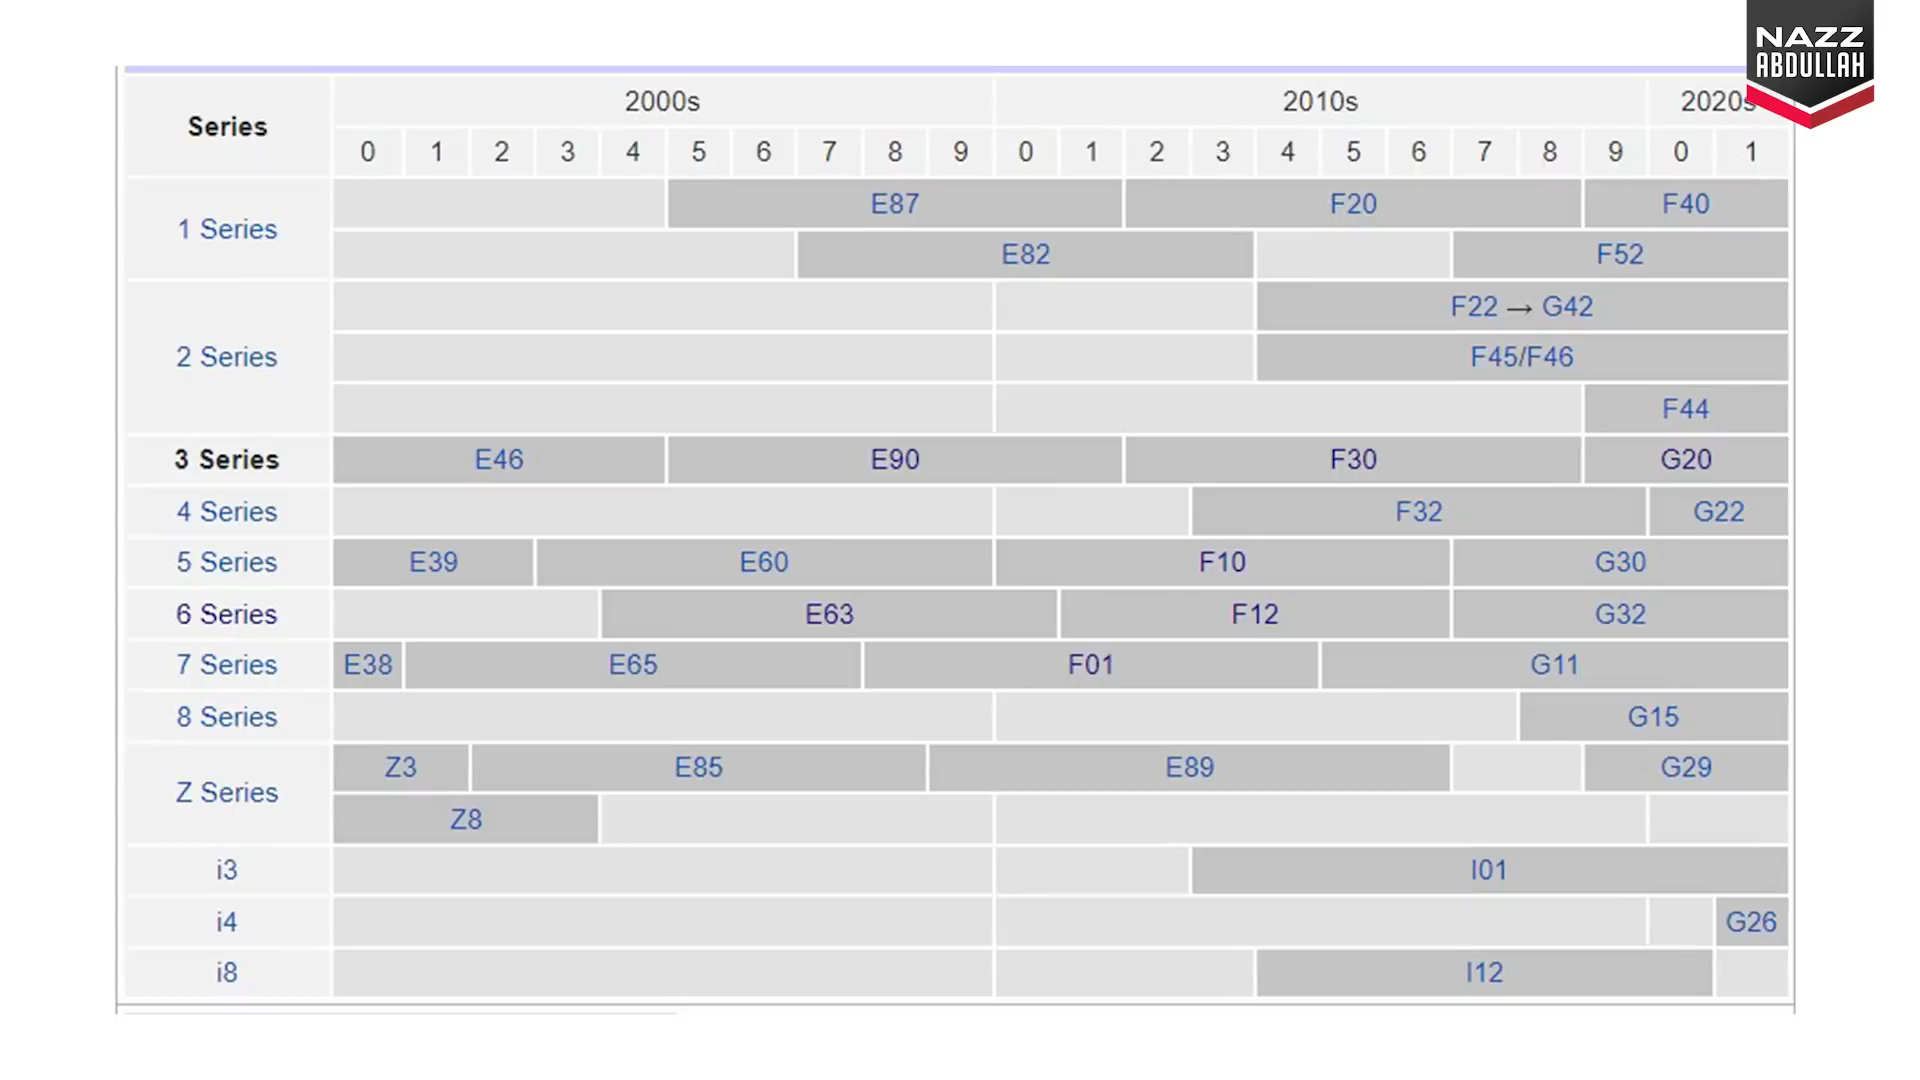 NAZZ
ABDULLAH
Series 2000s 2010s 2020s
0 1 2 3 4 5 6 7 8 9 0 1 2 3 4 5 6 7 8 9 0 1
1 Series E87 F20 F40
E82 F52
2 Series F22 → G42
F45/F46
F44
3 Series E46 E90 F30 G20
4 Series F32 G22
5 Series E39 E60 F10 G30
6 Series E63 F12 G32
7 Series E38 E65 F01 G11
8 Series G15
Z Series Z3 E85 E89 G29
Z8
i3 I01
i4 G26
i8 I12